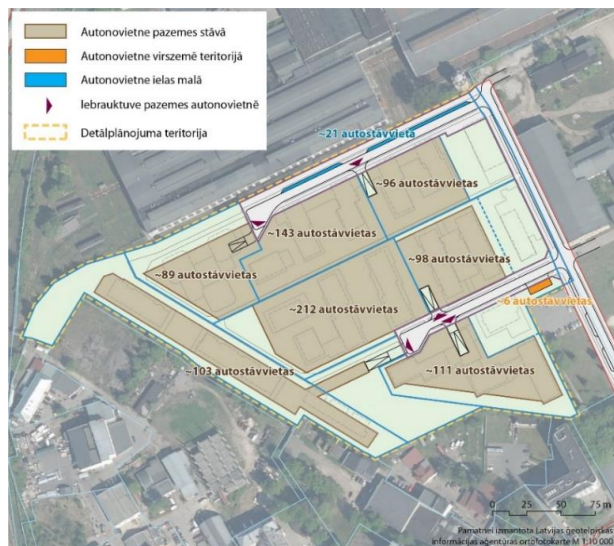 Autonovietne pazemes stāvā
Autonovietne virszemē teritorijā
Autonovietne ielas malā
Iebrauktuve pazemes autonovietnē
Detālplānojuma teritorija
~21 autostāvvieta
~96 autostāvvietas
~143 autostāvvietas
~98 autostāvvietas
~89 autostāvvietas
~6 autostāvvietas
~212 autostāvvietas
~103 autostāvvietas
~111 autostāvvietas
0 25 50 75 m
Pamatnei izmantota Latvijas ģeotelpiskās
informācijas aģentūras ortofotokarte M 1:10 000